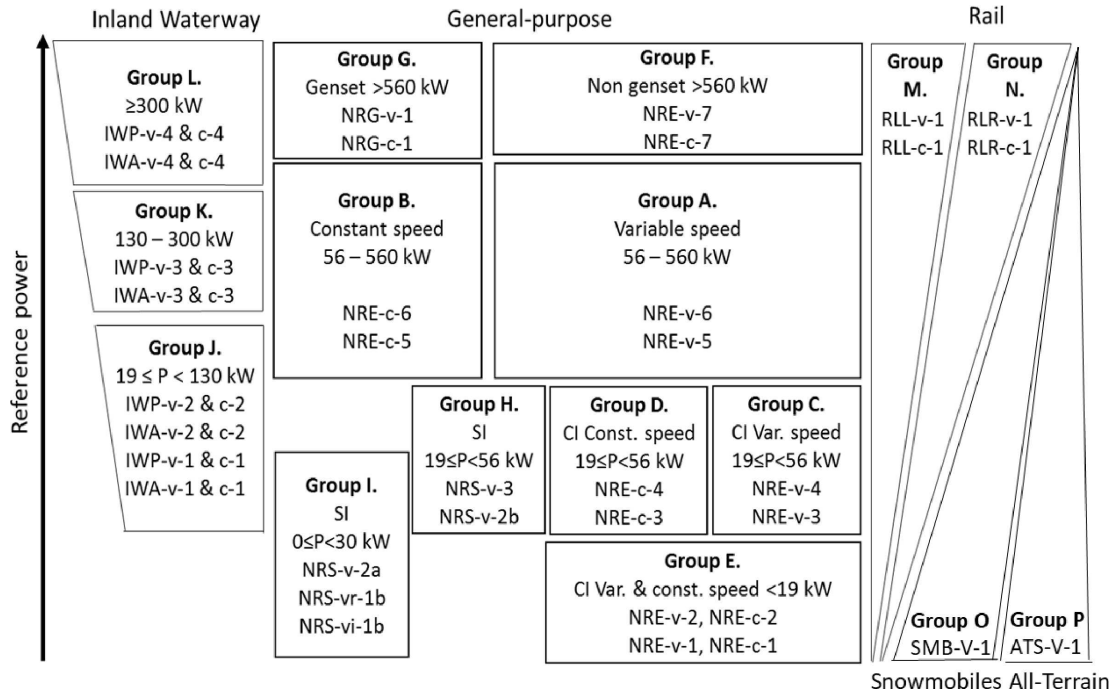 Inland Waterway
General-purpose
Rail
Reference power
Group L.
≥300 kW
IWP-v-4 & c-4
IWA-v-4 & c-4
Group K.
130 – 300 kW
IWP-v-3 & c-3
IWA-v-3 & c-3
Group J.
19 ≤ P < 130 kW
IWP-v-2 & c-2
IWA-v-2 & c-2
IWP-v-1 & c-1
IWA-v-1 & c-1
Group G.
Genset >560 kW
NRG-v-1
NRG-c-1
Group F.
Non genset >560 kW
NRE-v-7
NRE-c-7
Group B.
Constant speed
56 – 560 kW
NRE-c-6
NRE-c-5
Group A.
Variable speed
56 – 560 kW
NRE-v-6
NRE-v-5
Group I.
SI
0≤P<30 kW
NRS-v-2a
NRS-vr-1b
NRS-vi-1b
Group H.
SI
19≤P<56 kW
NRS-v-3
NRS-v-2b
Group D.
CI Const. speed
19≤P<56 kW
NRE-c-4
NRE-c-3
Group C.
CI Var. speed
19≤P<56 kW
NRE-v-4
NRE-v-3
Group E.
CI Var. & const. speed <19 kW
NRE-v-2, NRE-c-2
NRE-v-1, NRE-c-1
Group
M.
RLL-v-1
RLL-c-1
Group
N.
RLR-v-1
RLR-c-1
Group O
SMB-V-1
Group P
ATS-V-1
Snowmobiles
All-Terrain